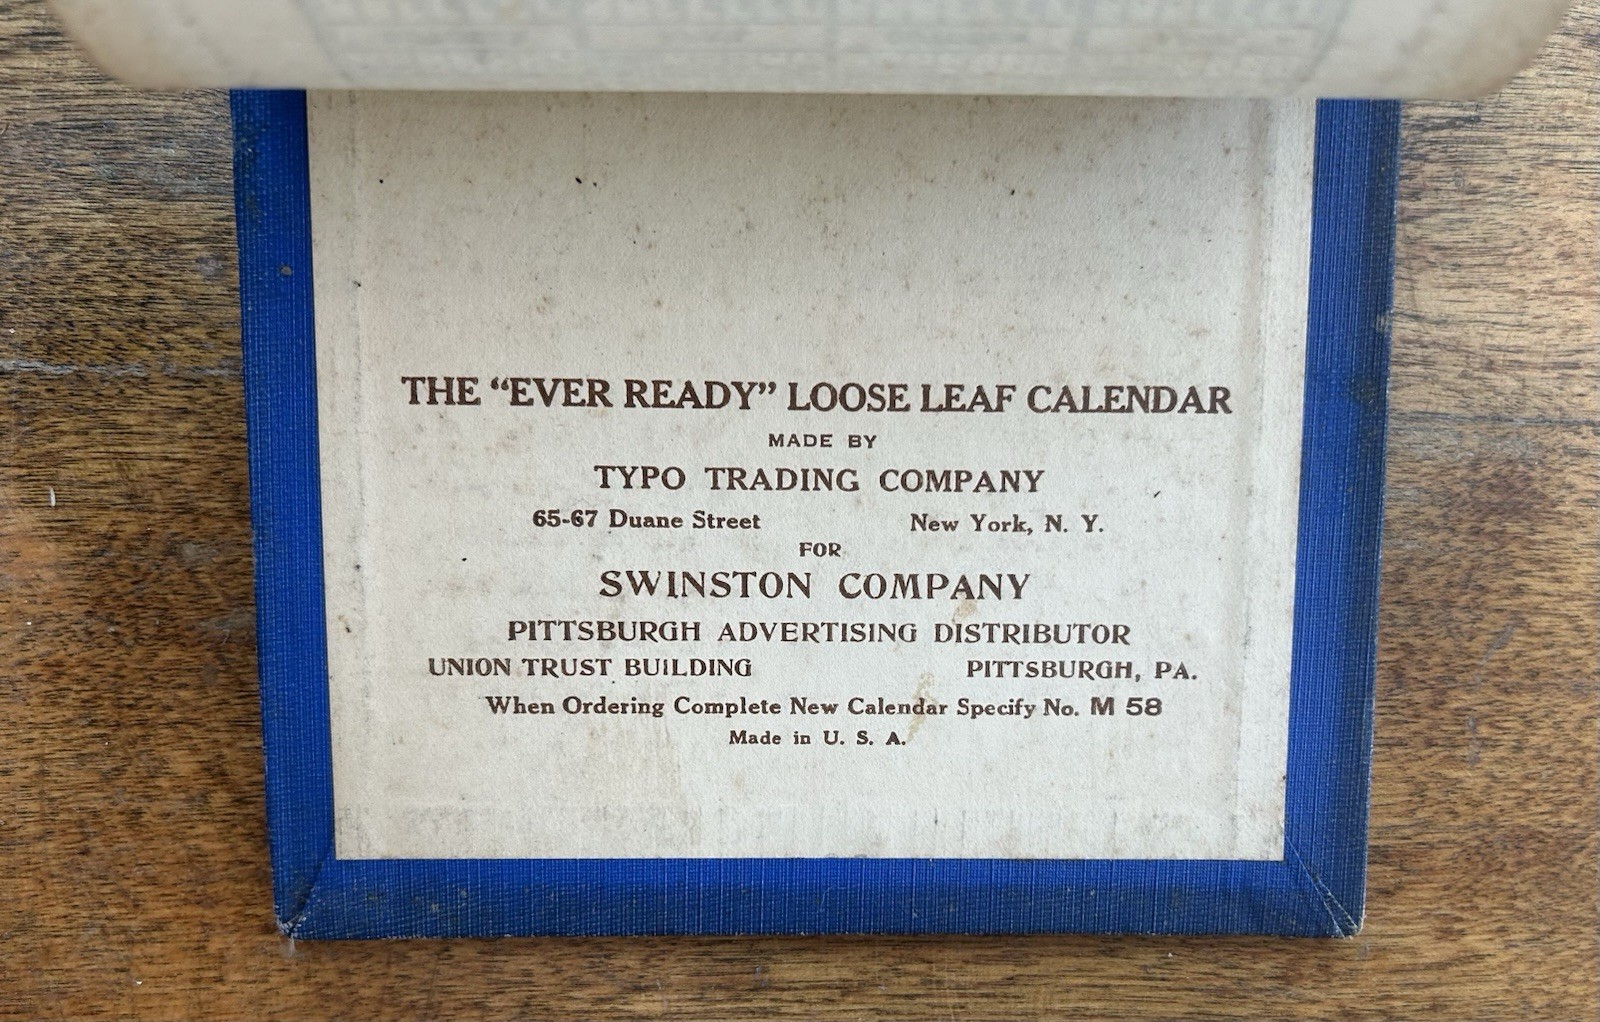 THE “EVER READY” LOOSE LEAF CALENDAR
MADE BY
TYPO TRADING COMPANY
65-67 Duane Street New York, N. Y.
FOR
SWINSTON COMPANY
PITTSBURGH ADVERTISING DISTRIBUTOR
UNION TRUST BUILDING PITTSBURGH, PA.
When Ordering Complete New Calendar Specify No. M 58
Made in U. S. A.